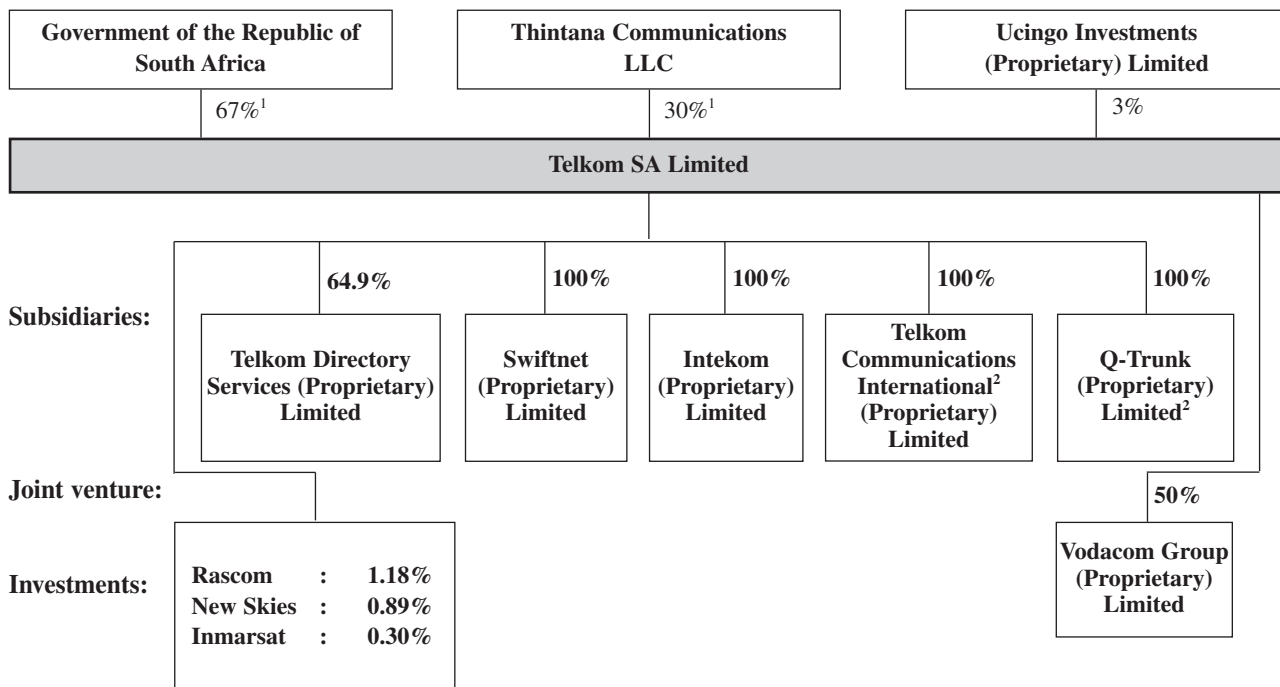 Government of the Republic of
South Africa
Thintana Communications
LLC
Ucingo Investments
(Proprietary) Limited
67%¹
30%¹
3%
Telkom SA Limited
Subsidiaries:
64.9%
100%
100%
100%
100%
Telkom Directory
Services (Proprietary)
Limited
Swiftnet
(Proprietary)
Limited
Intekom
(Proprietary)
Limited
Telkom
Communications
International²
(Proprietary)
Limited
Q-Trunk
(Proprietary)
Limited²
Joint venture:
50%
Vodacom Group
(Proprietary)
Limited
Investments:
Rascom : 1.18%
New Skies : 0.89%
Inmarsat : 0.30%